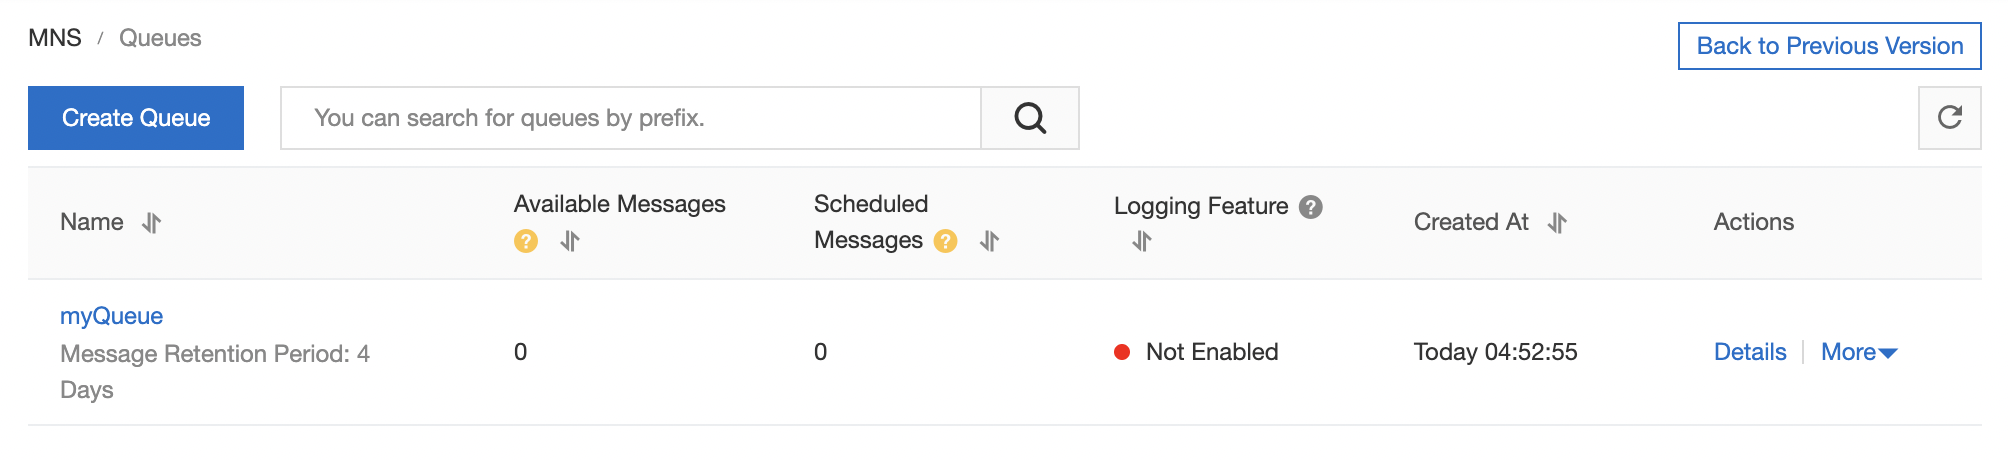 MNS / Queues
Back to Previous Version
Create Queue
You can search for queues by prefix.
Name
Available Messages
?
Scheduled
Messages ?
Logging Feature ?
Created At
Actions
myQueue
Message Retention Period: 4
Days
0
0
Not Enabled
Today 04:52:55
Details | More